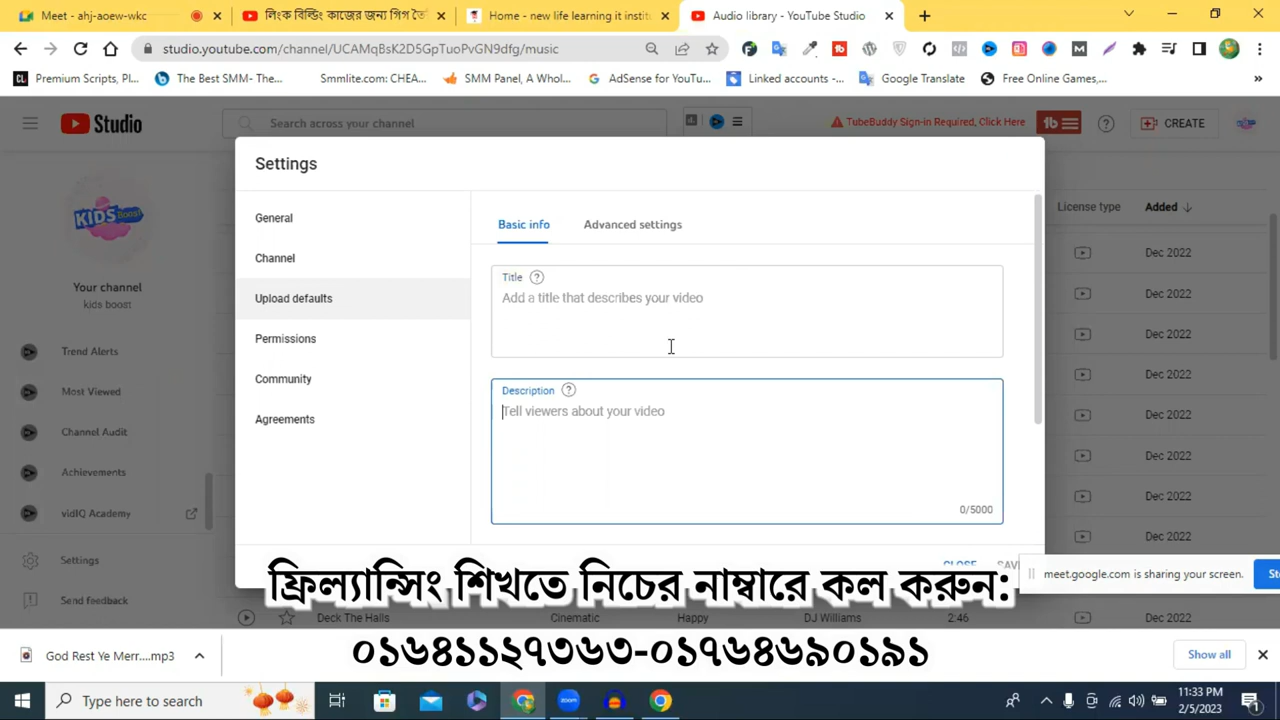 Meet - ahj-aoew-wkc
লিংক বিল্ডিং কাজের জন্য গিগ তৈ
Home - new life learning it instit
Audio library - YouTube Studio
studio.youtube.com/channel/UCAMqBsK2D5GpTuoPvGN9dfg/music
Premium Scripts, Pl...
The Best SMM- The...
Smmlite.com: CHEA...
SMM Panel, A Whol...
AdSense for YouTu...
Linked accounts -...
Google Translate
Free Online Games,...
Studio
Search across your channel
TubeBuddy Sign-in Required, Click Here
CREATE
Settings
General
Channel
Upload defaults
Permissions
Community
Agreements
Basic info
Advanced settings
Title
Add a title that describes your video
Description
Tell viewers about your video
0/5000
CLOSE
KIDS
Boost
Your channel
kids boost
Trend Alerts
Most Viewed
Channel Audit
Achievements
vidIQ Academy
Settings
Send feedback
License type
Added
Dec 2022
Dec 2022
Dec 2022
Dec 2022
Dec 2022
Dec 2022
Dec 2022
Dec 2022
meet.google.com is sharing your screen.
ফ্রিল্যান্সিং শিখতে নিচের নাম্বারে কল করুন:
Deck The Halls
Cinematic
Happy
DJ Williams
2:46
০১৬৪১১২৭৩৬৩-০১৭৬৪৬৯০১৯১
God Rest Ye Merr....mp3
Show all
Type here to search
11:33 PM
2/5/2023